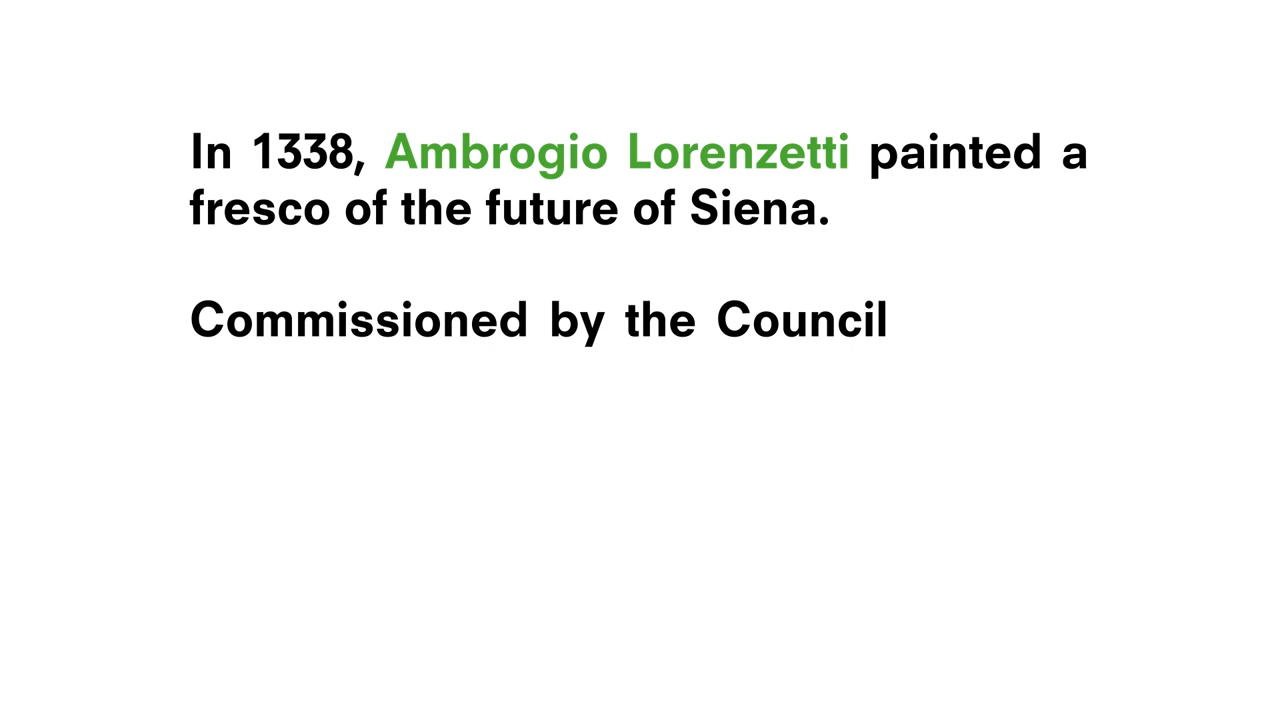 In 1338, Ambrogio Lorenzetti painted a
fresco of the future of Siena.
Commissioned by the Council